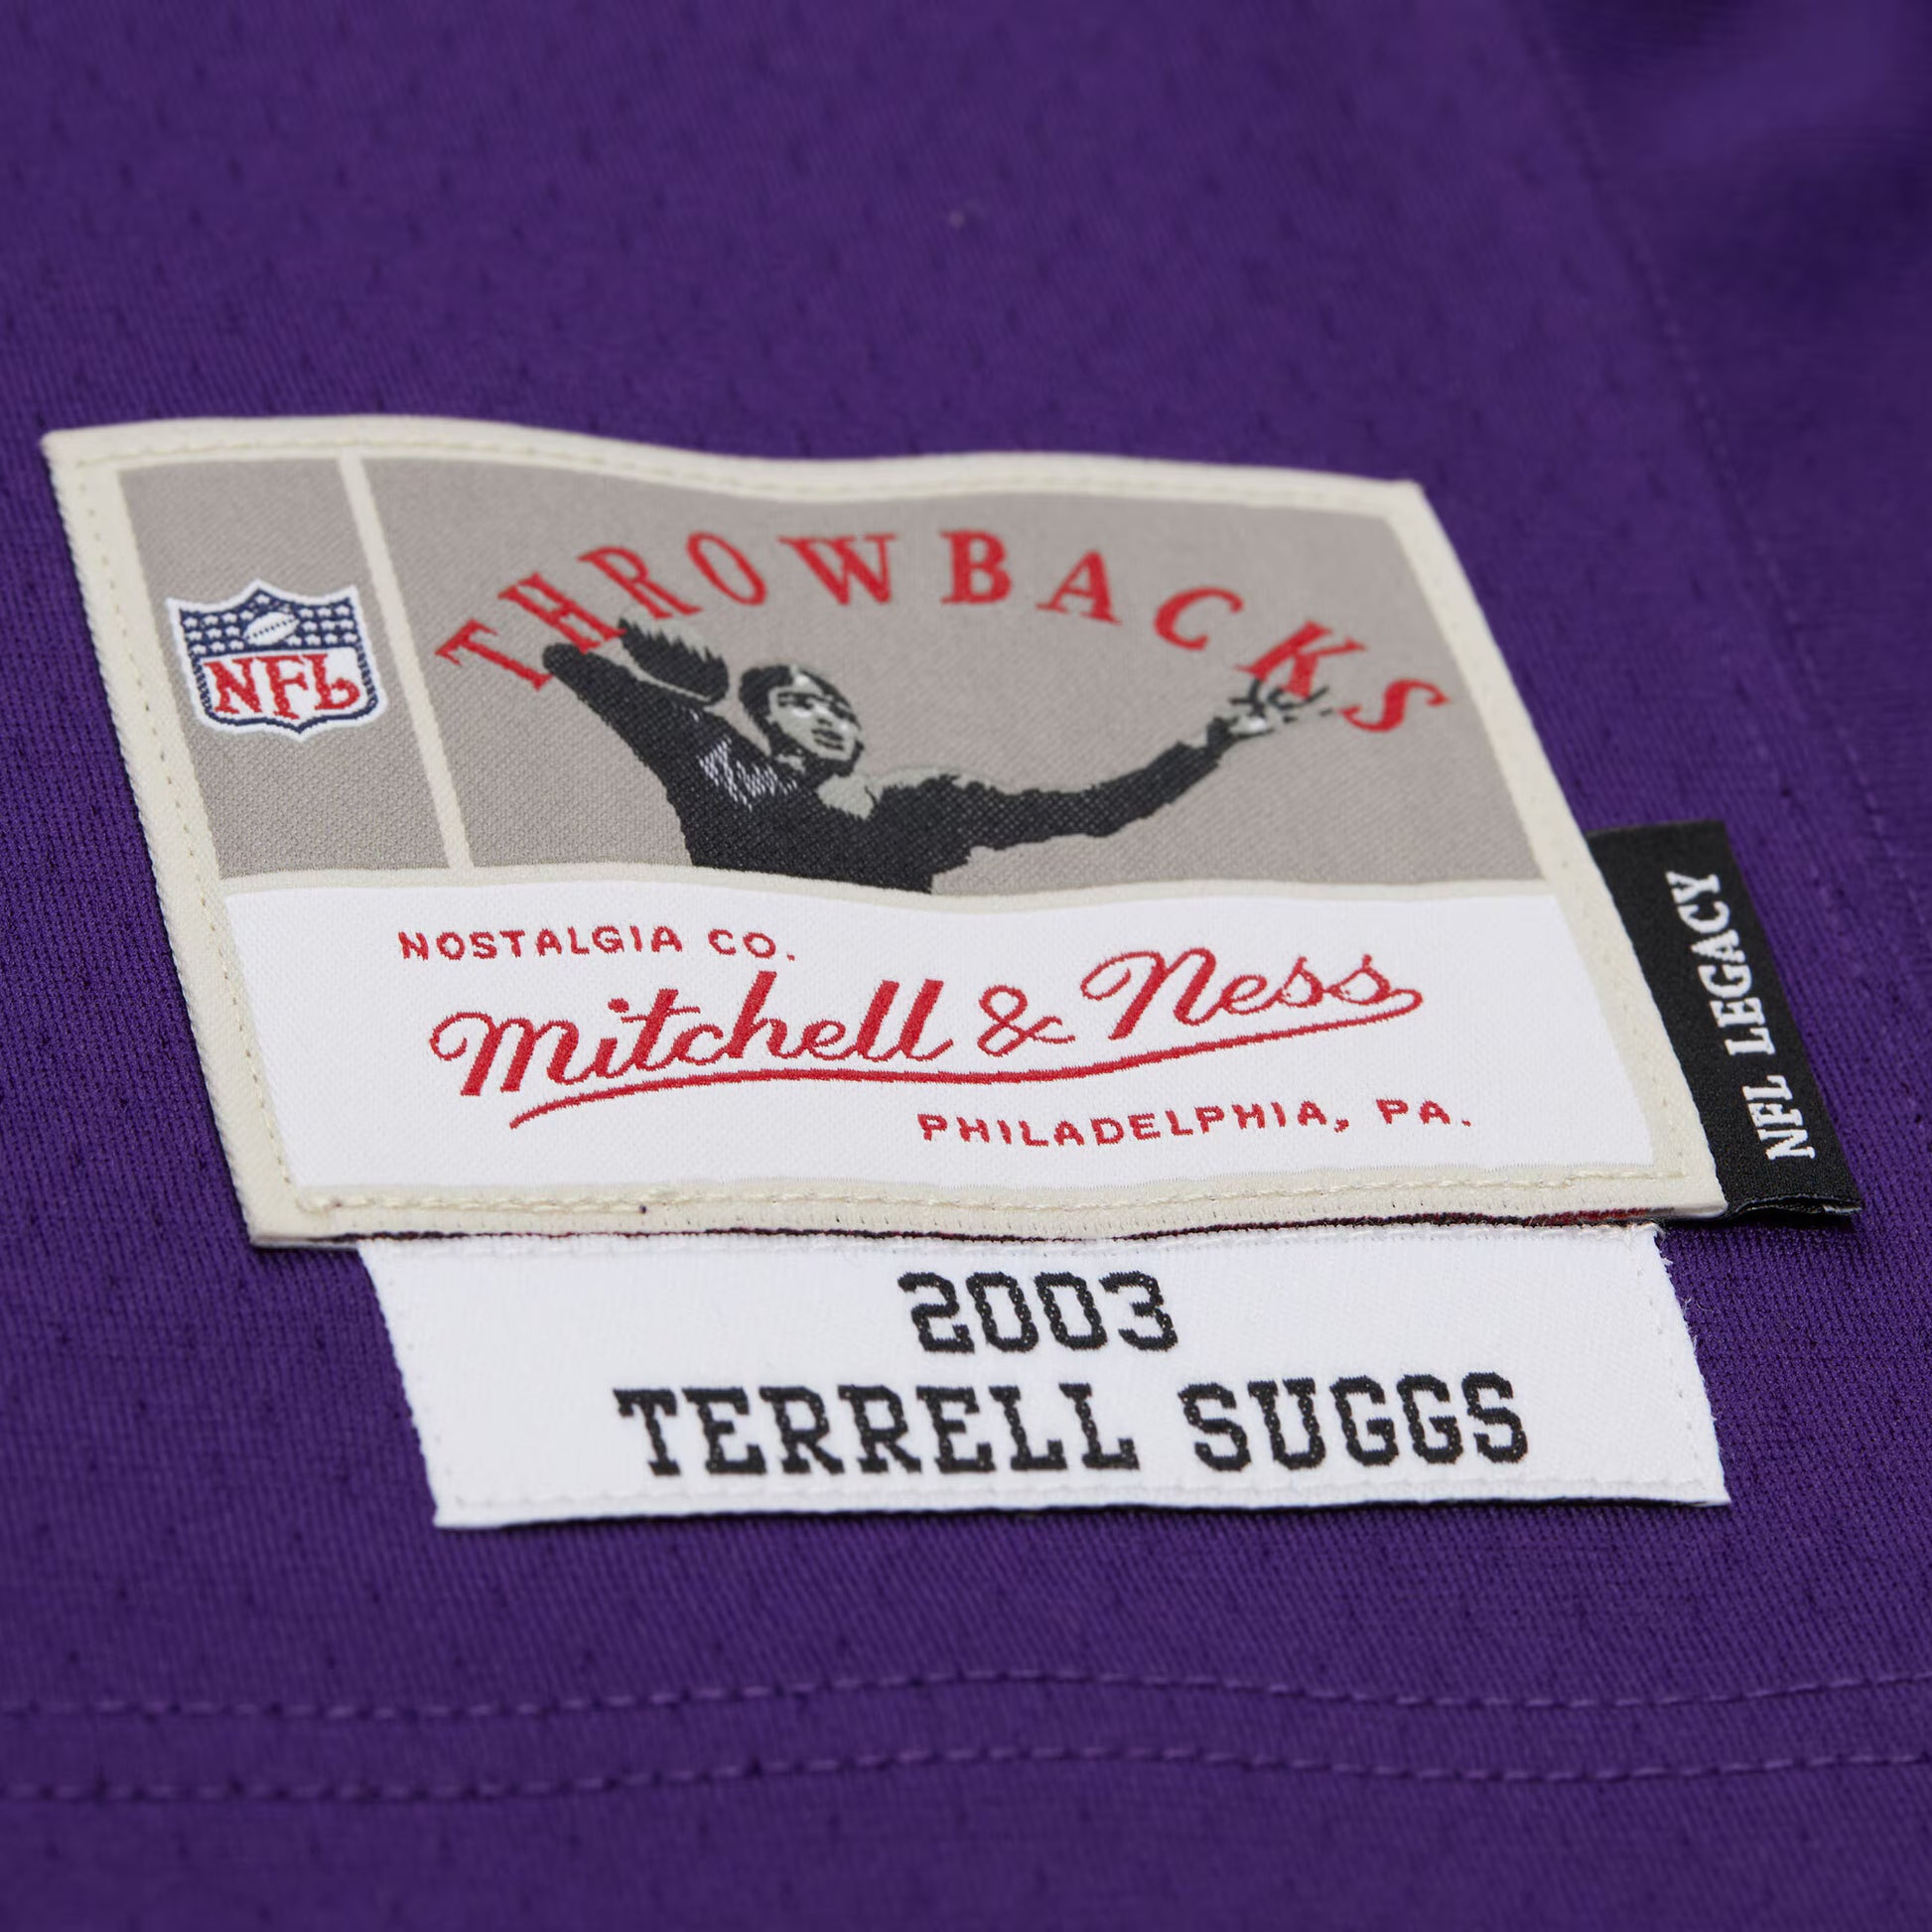 THROWBACKS
NFL
NOSTALGIA CO.
Mitchell & Ness
PHILADELPHIA, PA.
NFL LEGACY
2003
TERRELL SUGGS